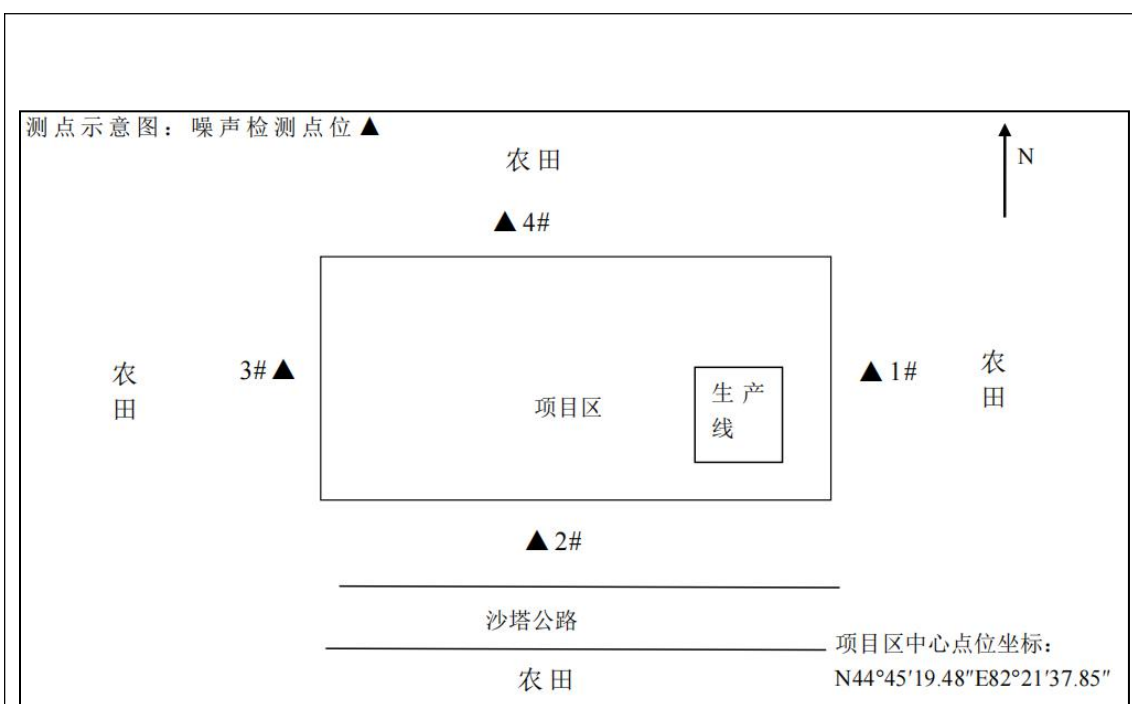 测点示意图：噪声检测点位▲
农田
N
▲4#
农
田
3#▲
▲1#
农
田
生产
线
项目区
▲2#
沙塔公路
项目区中心点位坐标：
N44°45′19.48″E82°21′37.85″
农田